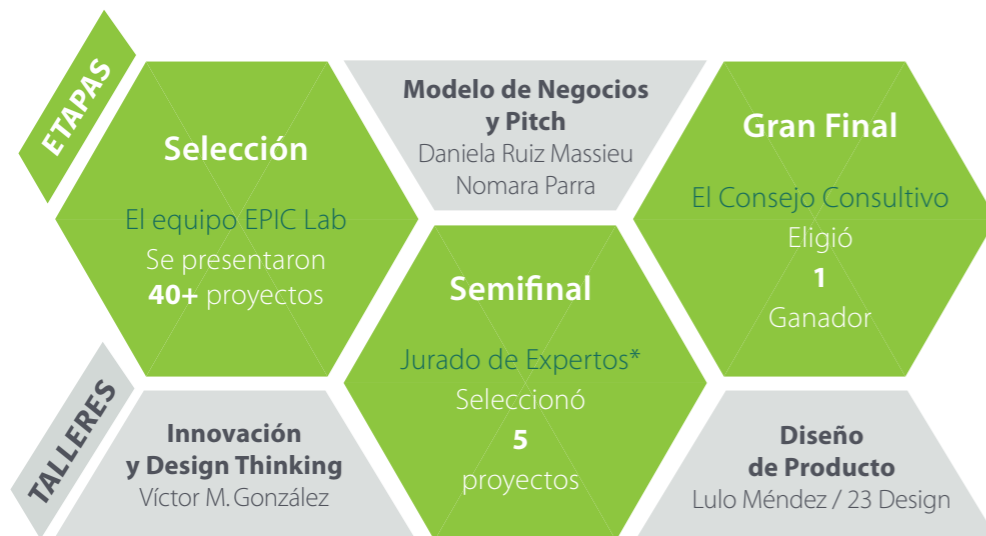 ETAPAS
Selección
El equipo EPIC Lab
Se presentaron
40+ proyectos
Modelo de Negocios
y Pitch
Daniela Ruiz Massieu
Nomara Parra
Gran Final
El Consejo Consultivo
Eligió
1
Ganador
Semifinal
Jurado de Expertos*
Seleccionó
5
proyectos
TALLERES
Innovación
y Design Thinking
Víctor M. González
Diseño
de Producto
Lulo Méndez / 23 Design